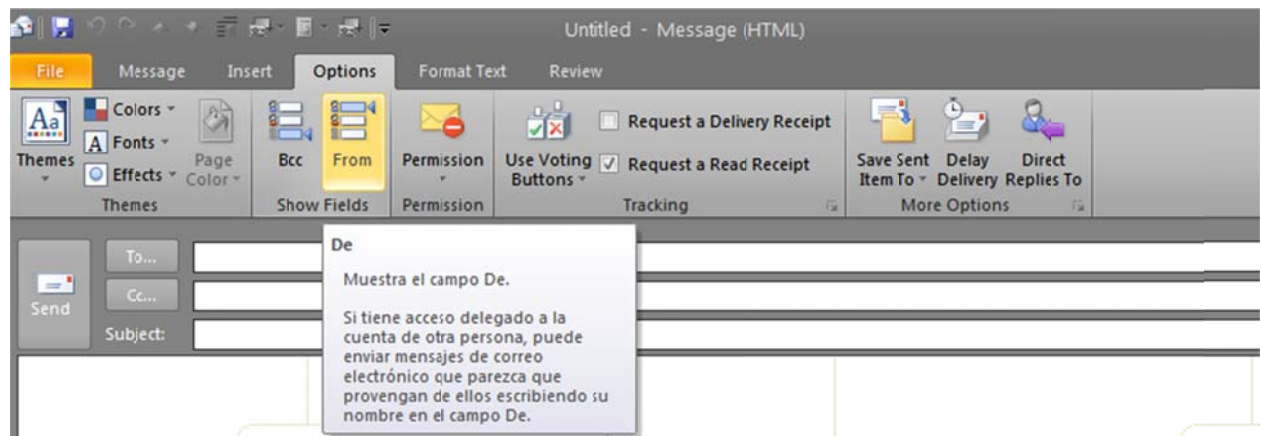 Untitled - Message (HTML)
File Message Insert Options Format Text Review
Aa Themes
Colors
A Fonts
Effects
Page Color
Themes
Bcc From
Show Fields
Permission
Permission
Use Voting Buttons
Request a Delivery Receipt
Request a Read Receipt
Tracking
Save Sent Item To
Delay Delivery
Direct Replies To
More Options
Send
To...
Cc...
Subject:
De
Muestra el campo De.
Si tiene acceso delegado a la
cuenta de otra persona, puede
enviar mensajes de correo
electrónico que parezca que
provengan de ellos escribiendo su
nombre en el campo De.